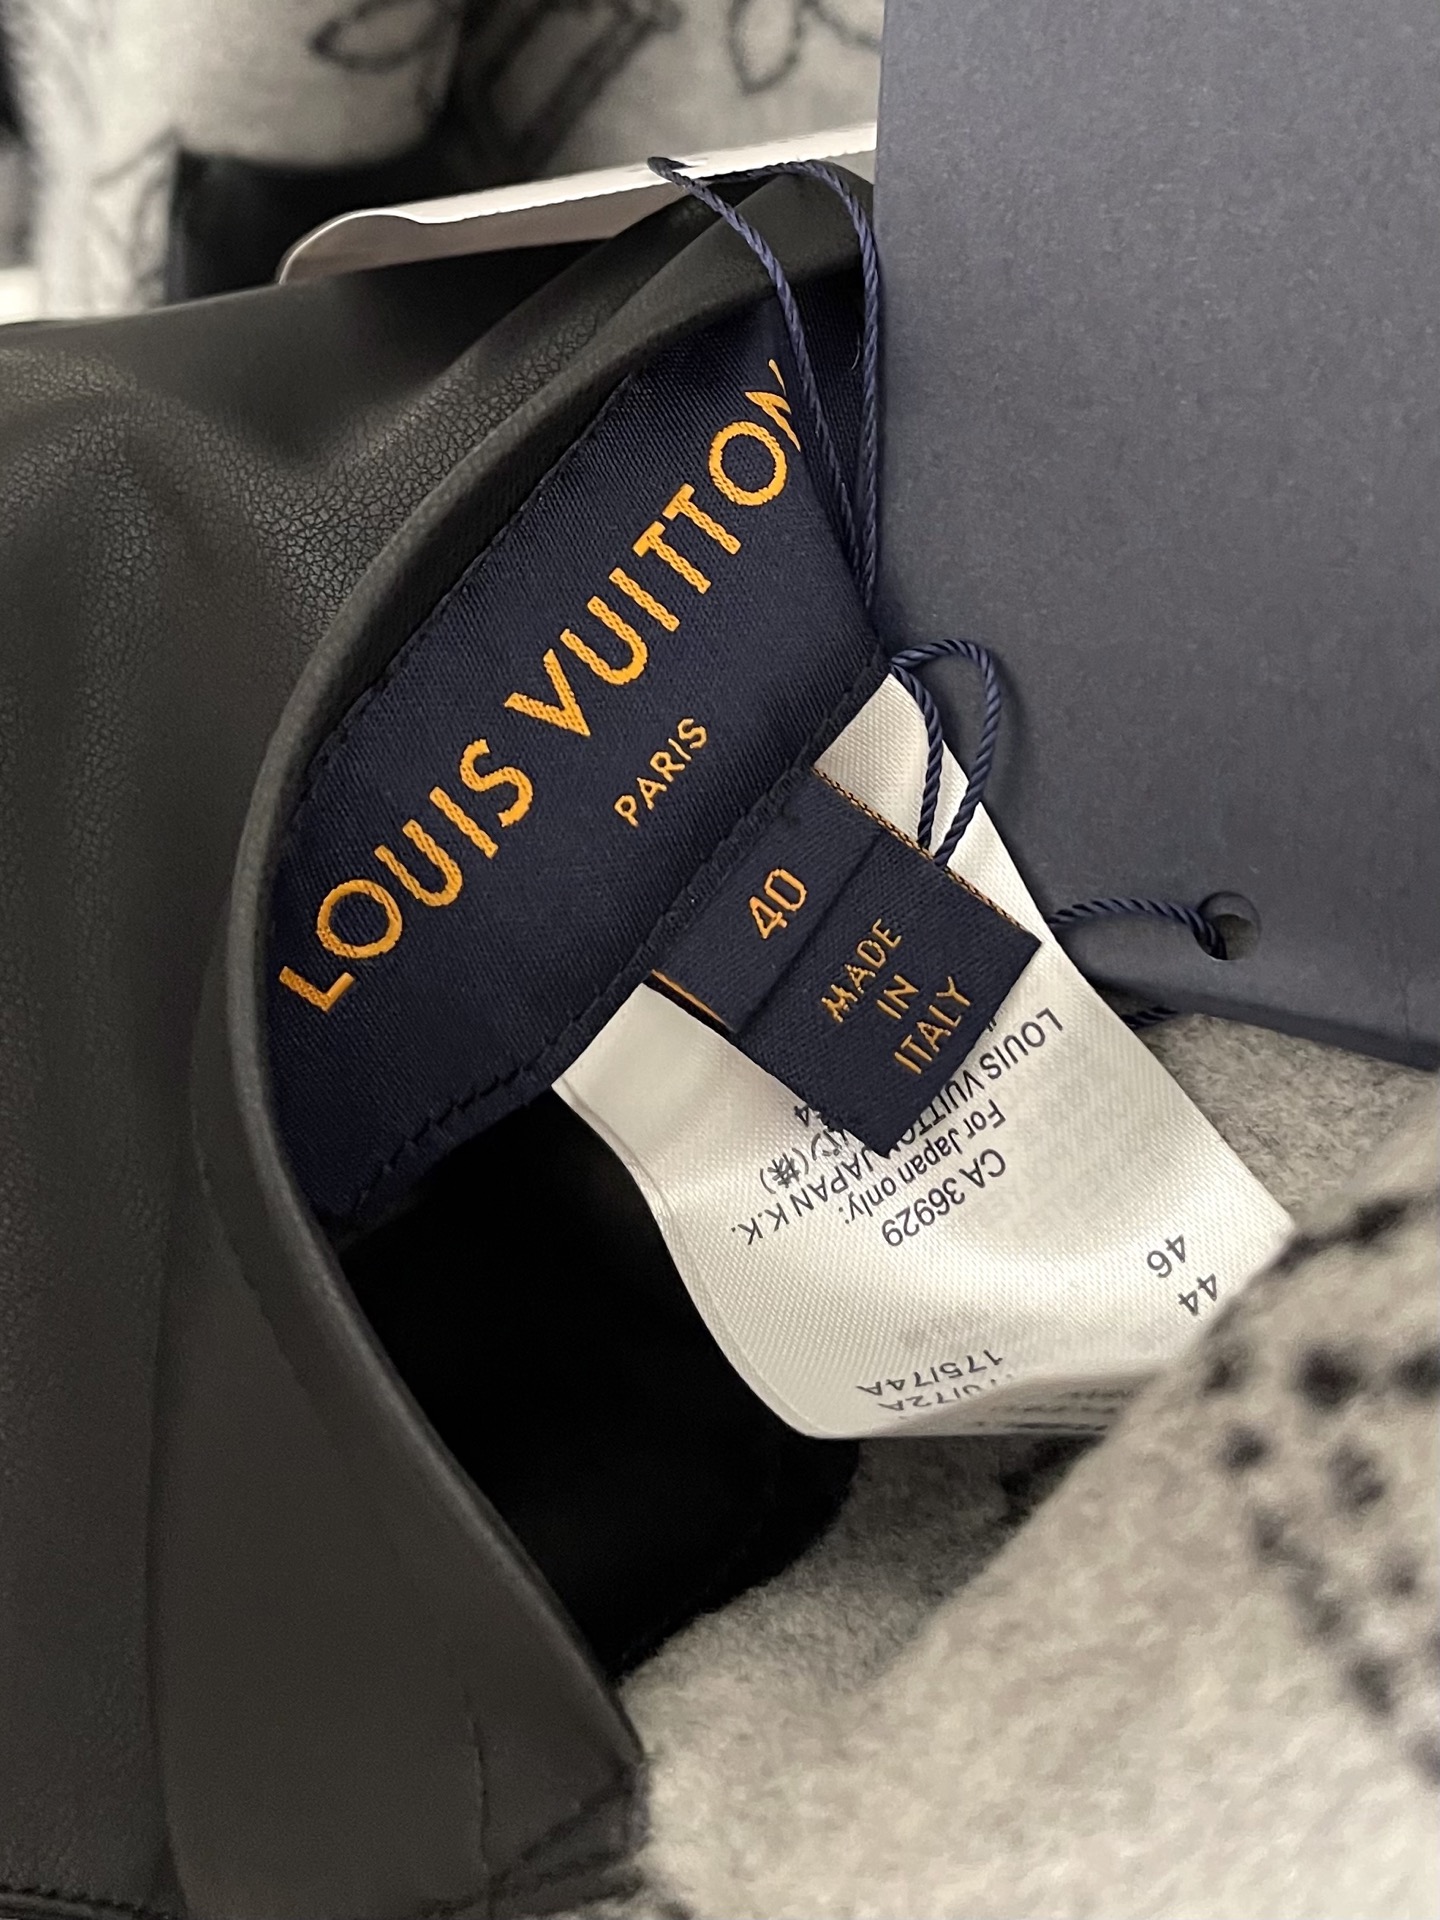 LOUIS VUITTON
PARIS
40
MADE
IN
ITALY
44
46
175/74A
CA 36929
For Japan only:
LOUIS VUITTON JAPAN K.K.